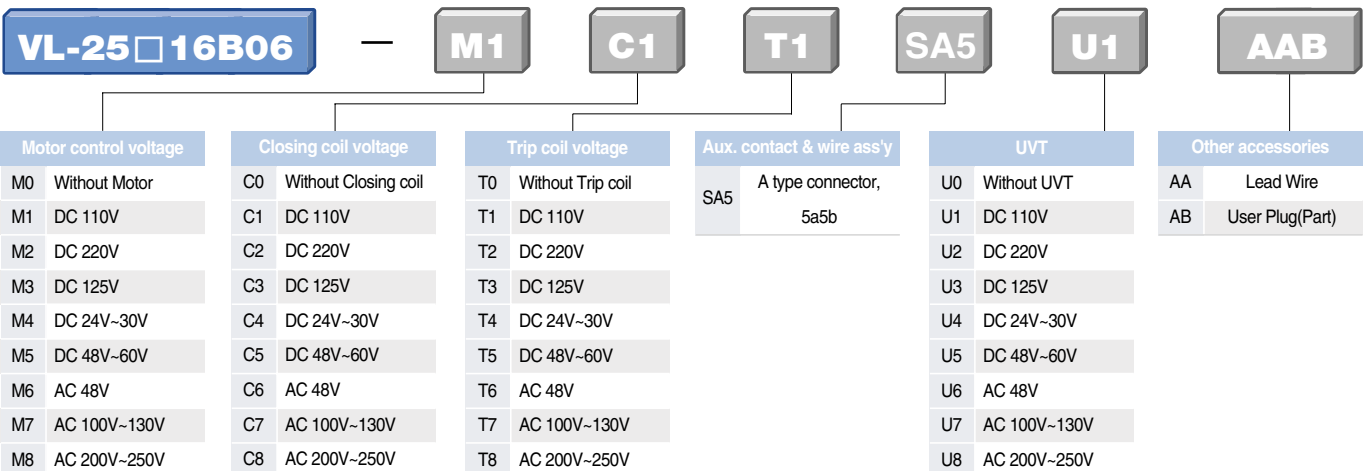 VL-25□16B06 — M1 C1 T1 SA5 U1 AAB
Motor control voltage Closing coil voltage Trip coil voltage Aux. contact & wire ass'y UVT Other accessories
M0 Without Motor C0 Without Closing coil T0 Without Trip coil SA5 A type connector, U0 Without UVT AA Lead Wire
M1 DC 110V C1 DC 110V T1 DC 110V 5a5b U1 DC 110V AB User Plug(Part)
M2 DC 220V C2 DC 220V T2 DC 220V U2 DC 220V
M3 DC 125V C3 DC 125V T3 DC 125V U3 DC 125V
M4 DC 24V~30V C4 DC 24V~30V T4 DC 24V~30V U4 DC 24V~30V
M5 DC 48V~60V C5 DC 48V~60V T5 DC 48V~60V U5 DC 48V~60V
M6 AC 48V C6 AC 48V T6 AC 48V U6 AC 48V
M7 AC 100V~130V C7 AC 100V~130V T7 AC 100V~130V U7 AC 100V~130V
M8 AC 200V~250V C8 AC 200V~250V T8 AC 200V~250V U8 AC 200V~250V